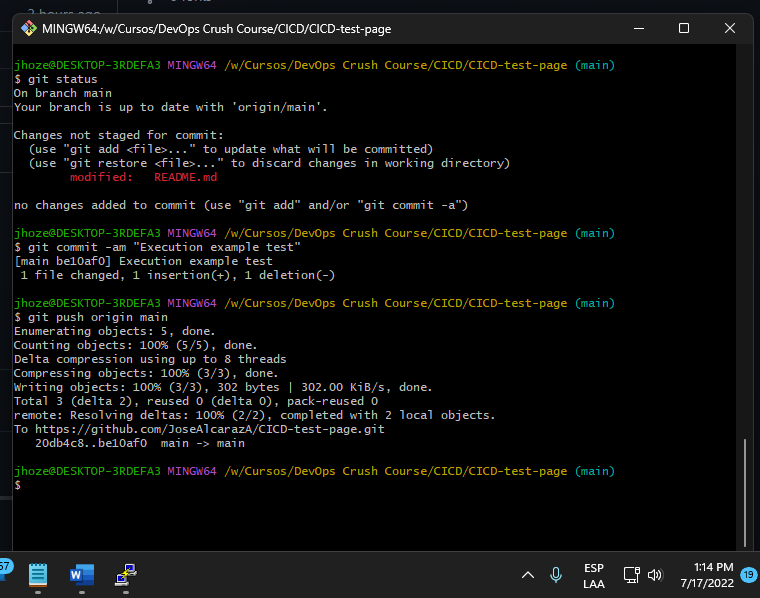 2 hours ago
MINGW64:/w/Cursos/DevOps Crush Course/CICD/CICD-test-page
jhoze@DESKTOP-3RDEFA3 MINGW64 /w/Cursos/DevOps Crush Course/CICD/CICD-test-page (main)
$ git status
On branch main
Your branch is up to date with 'origin/main'.
Changes not staged for commit:
(use "git add <file>..." to update what will be committed)
(use "git restore <file>..." to discard changes in working directory)
modified: README.md
no changes added to commit (use "git add" and/or "git commit -a")
jhoze@DESKTOP-3RDEFA3 MINGW64 /w/Cursos/DevOps Crush Course/CICD/CICD-test-page (main)
$ git commit -am "Execution example test"
[main be10af0] Execution example test
1 file changed, 1 insertion(+), 1 deletion(-)
jhoze@DESKTOP-3RDEFA3 MINGW64 /w/Cursos/DevOps Crush Course/CICD/CICD-test-page (main)
$ git push origin main
Enumerating objects: 5, done.
Counting objects: 100% (5/5), done.
Delta compression using up to 8 threads
Compressing objects: 100% (3/3), done.
Writing objects: 100% (3/3), 302 bytes | 302.00 KiB/s, done.
Total 3 (delta 2), reused 0 (delta 0), pack-reused 0
remote: Resolving deltas: 100% (2/2), completed with 2 local objects.
To https://github.com/JoseAlcarazA/CICD-test-page.git
20db4c8..be10af0 main -> main
jhoze@DESKTOP-3RDEFA3 MINGW64 /w/Cursos/DevOps Crush Course/CICD/CICD-test-page (main)
$
W
ESP
LAA
1:14 PM
7/17/2022
19